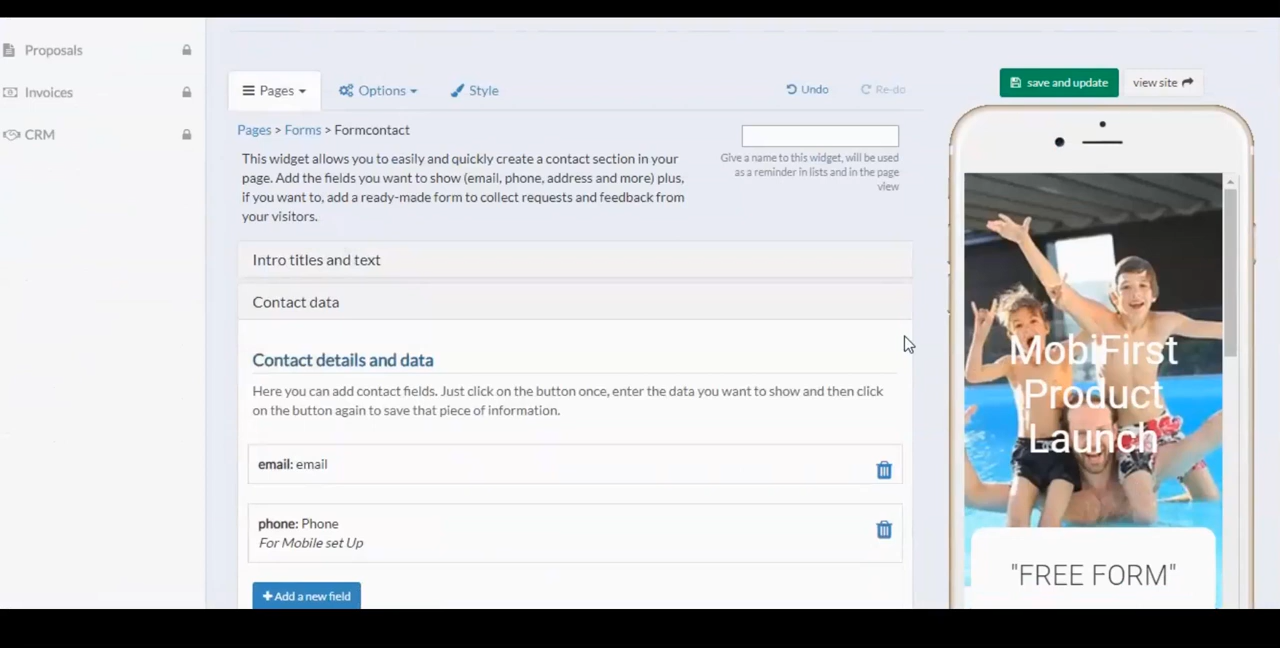 Proposals
Invoices
CRM
Pages
Options
Style
Undo
Re-do
save and update
view site
Pages > Forms > Formcontact
This widget allows you to easily and quickly create a contact section in your
page. Add the fields you want to show (email, phone, address and more) plus,
if you want to, add a ready-made form to collect requests and feedback from
your visitors.
Give a name to this widget, will be used
as a reminder in lists and in the page
view
Intro titles and text
Contact data
Contact details and data
Here you can add contact fields. Just click on the button once, enter the data you want to show and then click
on the button again to save that piece of information.
email: email
phone: Phone
For Mobile set Up
+Add a new field
MobiFirst
Product
Launch
"FREE FORM"